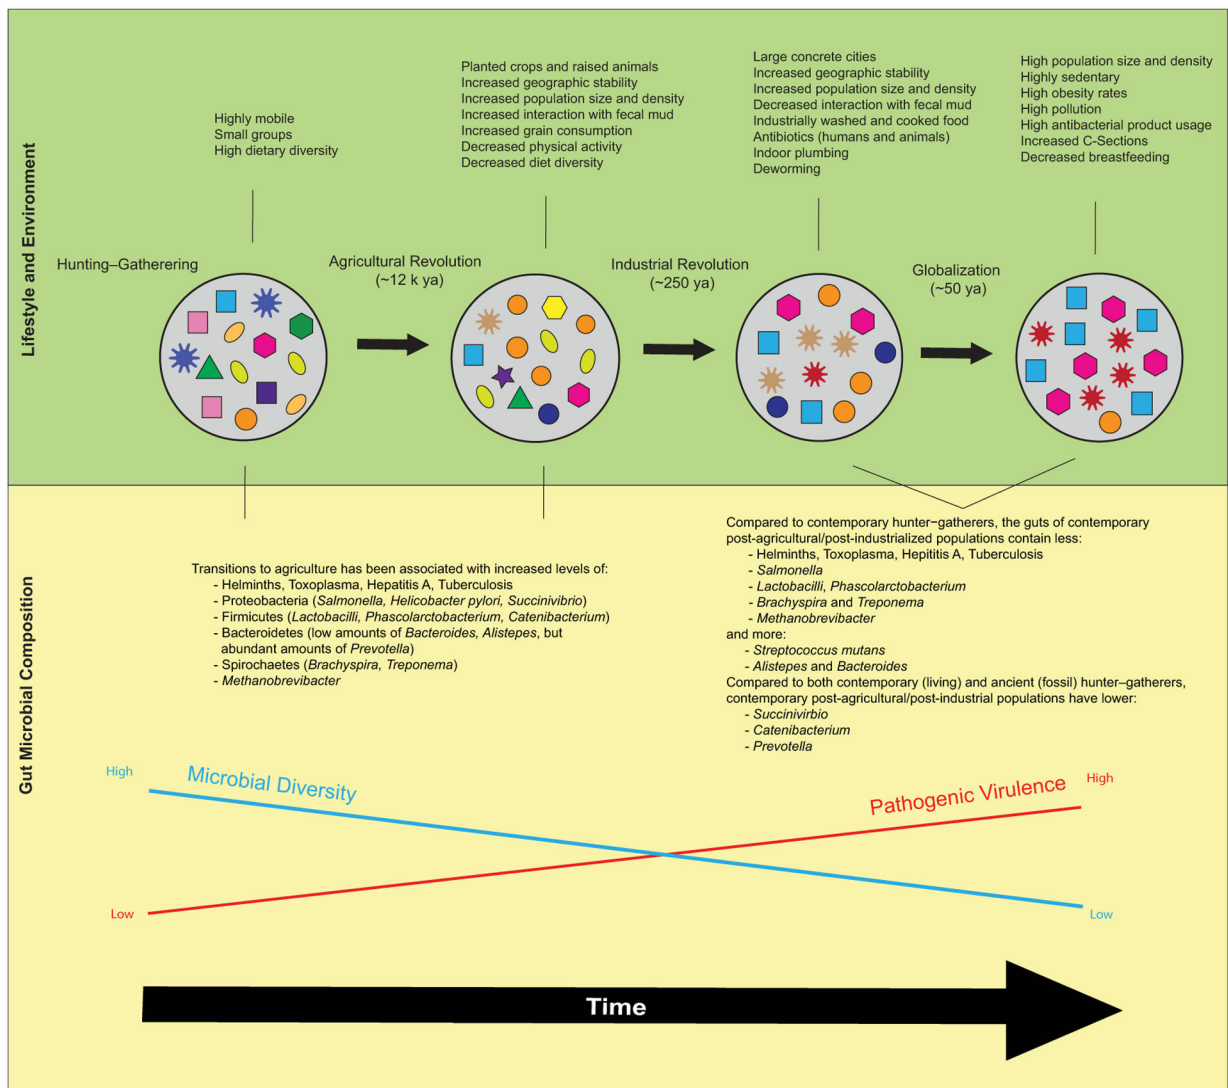 Lifestyle and Environment
Highly mobile
Small groups
High dietary diversity
Planted crops and raised animals
Increased geographic stability
Increased population size and density
Increased interaction with fecal mud
Increased grain consumption
Decreased physical activity
Decreased diet diversity
Large concrete cities
Increased geographic stability
Increased population size and density
Decreased interaction with fecal mud
Industrially washed and cooked food
Antibiotics (humans and animals)
Indoor plumbing
Deworming
High population size and density
Highly sedentary
High obesity rates
High pollution
High antibacterial product usage
Increased C-Sections
Decreased breastfeeding
Hunting–Gatherering
Agricultural Revolution
(~12 k ya)
Industrial Revolution
(~250 ya)
Globalization
(~50 ya)
Gut Microbial Composition
Transitions to agriculture has been associated with increased levels of:
- Helminths, Toxoplasma, Hepatitis A, Tuberculosis
- Proteobacteria (Salmonella, Helicobacter pylori, Succinivibrio)
- Firmicutes (Lactobacilli, Phascolarctobacterium, Catenibacterium)
- Bacteroidetes (low amounts of Bacteroides, Alistepes, but
abundant amounts of Prevotella)
- Spirochaetes (Brachyspira, Treponema)
- Methanobrevibacter
Compared to contemporary hunter−gatherers, the guts of contemporary
post-agricultural/post-industrialized populations contain less:
- Helminths, Toxoplasma, Hepititis A, Tuberculosis
- Salmonella
- Lactobacilli, Phascolarctobacterium
- Brachyspira and Treponema
- Methanobrevibacter
and more:
- Streptococcus mutans
- Alistepes and Bacteroides
Compared to both contemporary (living) and ancient (fossil) hunter–gatherers,
contemporary post-agricultural/post-industrial populations have lower:
- Succinivirbio
- Catenibacterium
- Prevotella
High
Microbial Diversity
Pathogenic Virulence
High
Low
Low
Time